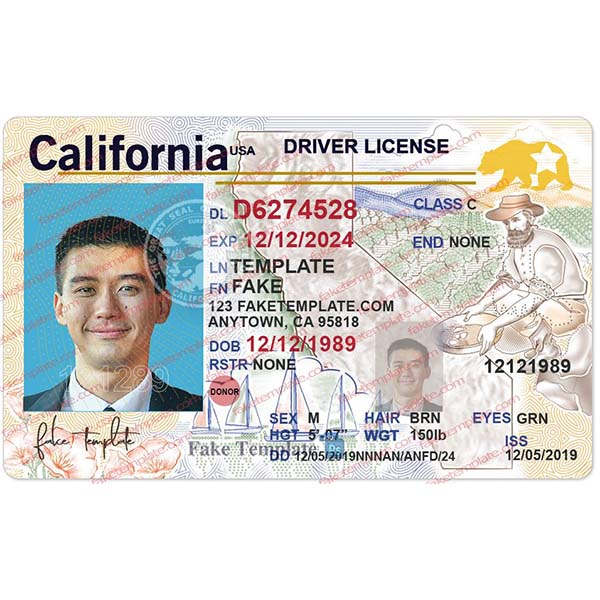 California USA DRIVER LICENSE
DL D6274528 CLASS C
EXP 12/12/2024 END NONE
LN TEMPLATE
FN FAKE
123 FAKETEMPLATE.COM
ANYTOWN, CA 95818
DOB 12/12/1989
RSTR NONE 12121989
DONOR
SEX M HAIR BRN EYES GRN
HGT 5'-07" WGT 150lb ISS
fake template
Fake Template
DD 12/05/2019NNNAN/ANFD/24 12/05/2019
faketemplate.com